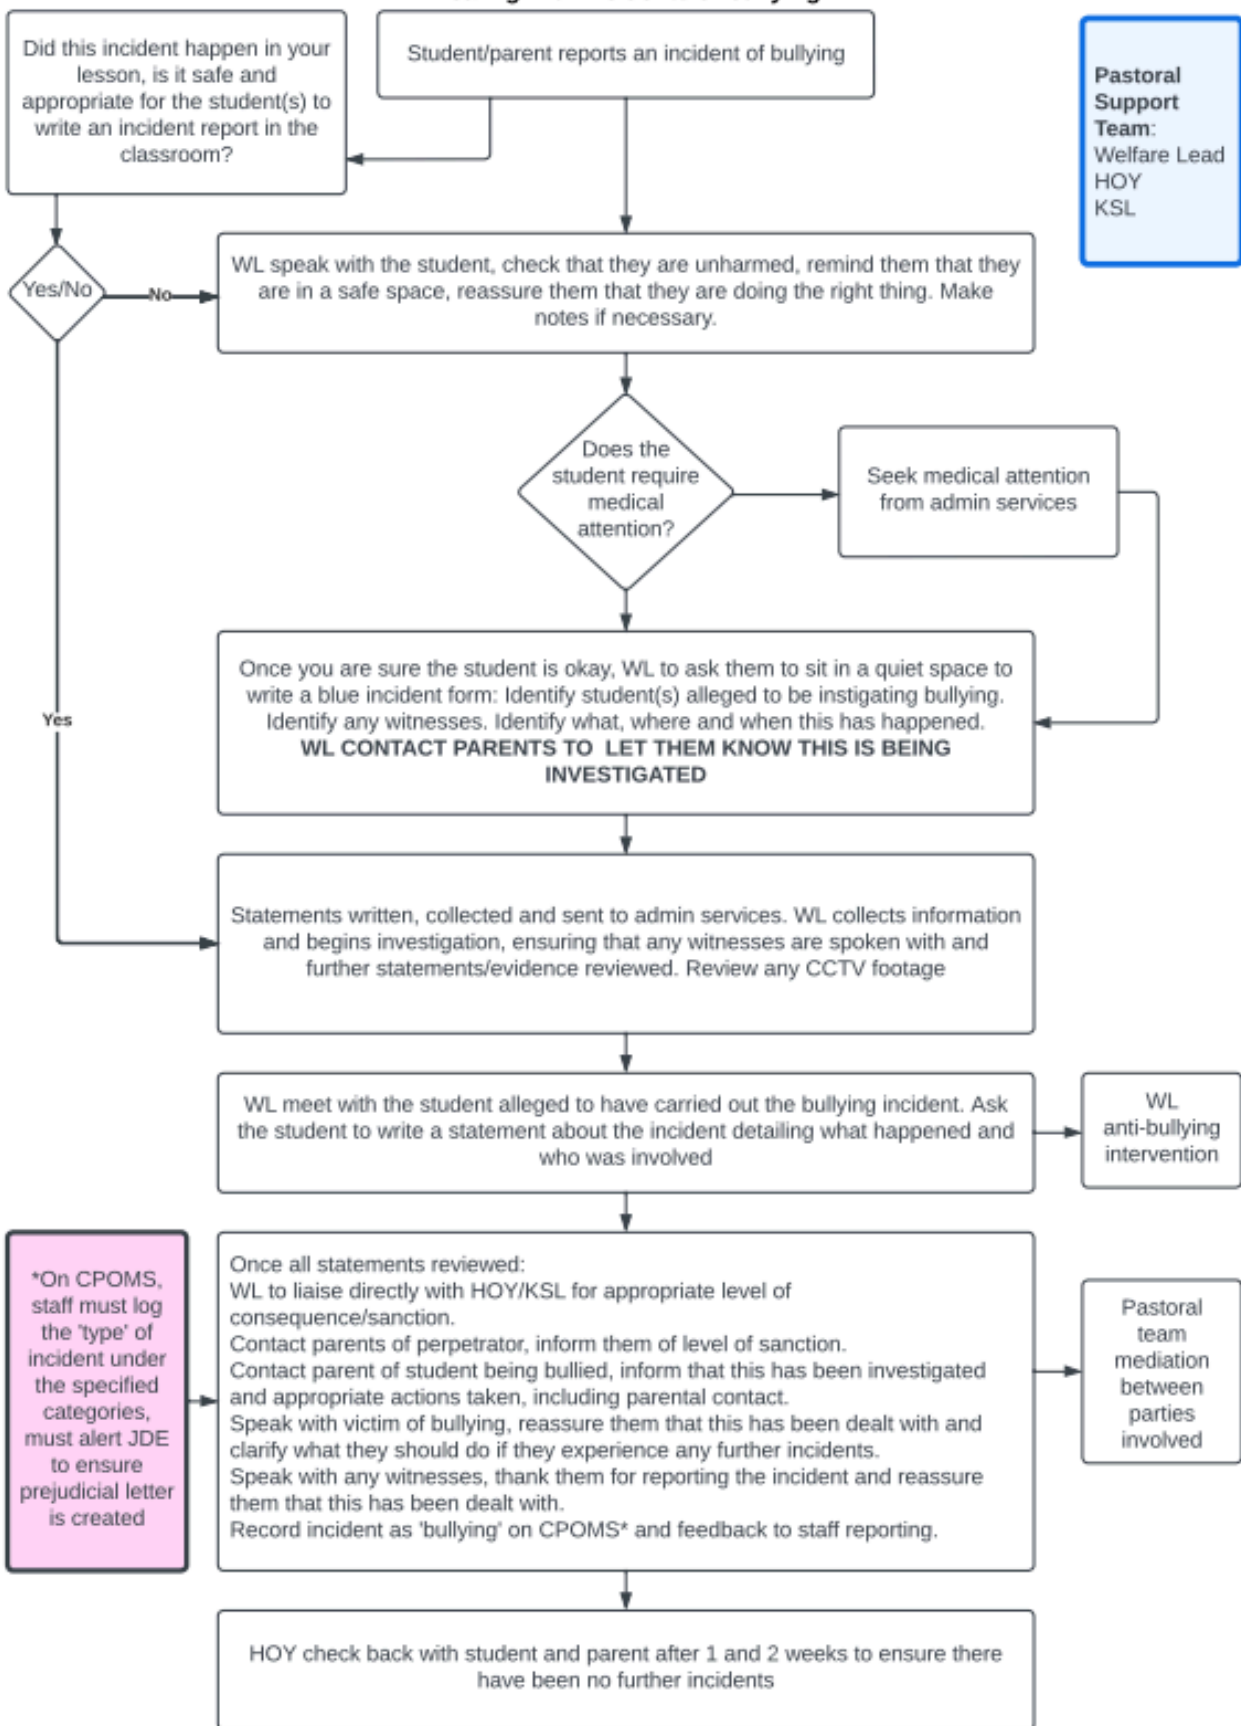 Did this incident happen in your
lesson, is it safe and
appropriate for the student(s) to
write an incident report in the
classroom?
Student/parent reports an incident of bullying
Pastoral
Support
Team:
Welfare Lead
HOY
KSL
Yes/No
No
WL speak with the student, check that they are unharmed, remind them that they
are in a safe space, reassure them that they are doing the right thing. Make
notes if necessary.
Does the
student require
medical
attention?
Seek medical attention
from admin services
Once you are sure the student is okay, WL to ask them to sit in a quiet space to
write a blue incident form: Identify student(s) alleged to be instigating bullying.
Identify any witnesses. Identify what, where and when this has happened.
WL CONTACT PARENTS TO LET THEM KNOW THIS IS BEING
INVESTIGATED
Yes
Statements written, collected and sent to admin services. WL collects information
and begins investigation, ensuring that any witnesses are spoken with and
further statements/evidence reviewed. Review any CCTV footage
WL meet with the student alleged to have carried out the bullying incident. Ask
the student to write a statement about the incident detailing what happened and
who was involved
WL
anti-bullying
intervention
*On CPOMS,
staff must log
the 'type' of
incident under
the specified
categories,
must alert JDE
to ensure
prejudicial letter
is created
Once all statements reviewed:
WL to liaise directly with HOY/KSL for appropriate level of
consequence/sanction.
Contact parents of perpetrator, inform them of level of sanction.
Contact parent of student being bullied, inform that this has been investigated
and appropriate actions taken, including parental contact.
Speak with victim of bullying, reassure them that this has been dealt with and
clarify what they should do if they experience any further incidents.
Speak with any witnesses, thank them for reporting the incident and reassure
them that this has been dealt with.
Record incident as 'bullying' on CPOMS* and feedback to staff reporting.
Pastoral
team
mediation
between
parties
involved
HOY check back with student and parent after 1 and 2 weeks to ensure there
have been no further incidents